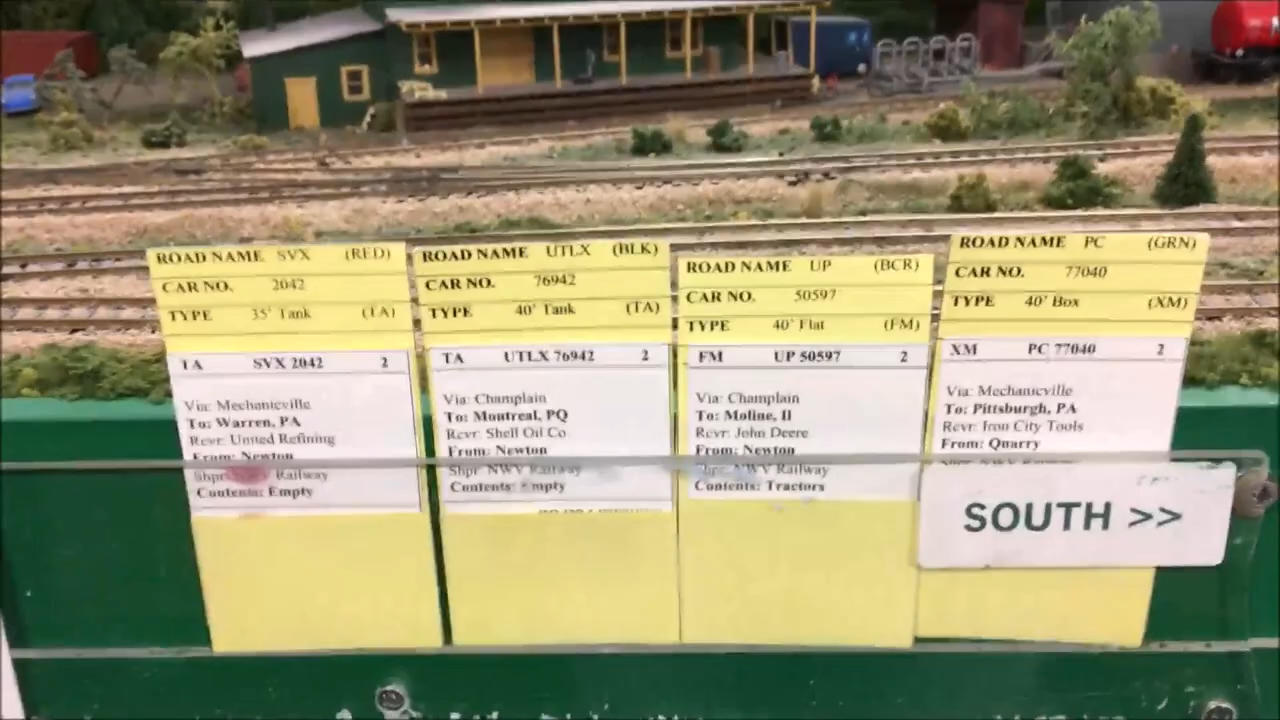 ROAD NAME SVX (RED)
CAR NO. 2042
TYPE 35' Tank (TA)
TA SVX 2042 2
Via: Mechanicville
To: Warren, PA
Rcvr: United Refining
From: Newton
Shpr: Railway
Contents: Empty
ROAD NAME UTLX (BLK)
CAR NO. 76942
TYPE 40' Tank (TA)
TA UTLX 76942 2
Via: Champlain
To: Montreal, PQ
Rcvr: Shell Oil Co
From: Newton
Shpr: NWV Railway
Contents: Empty
ROAD NAME UP (BCR)
CAR NO. 50597
TYPE 40' Flat (FM)
FM UP 50597 2
Via: Champlain
To: Moline, Il
Rcvr: John Deere
From: Newton
Shpr: NWV Railway
Contents: Tractors
ROAD NAME PC (GRN)
CAR NO. 77040
TYPE 40' Box (XM)
XM PC 77040 2
Via: Mechanicville
To: Pittsburgh, PA
Rcvr: Iron City Tools
From: Quarry
SOUTH >>